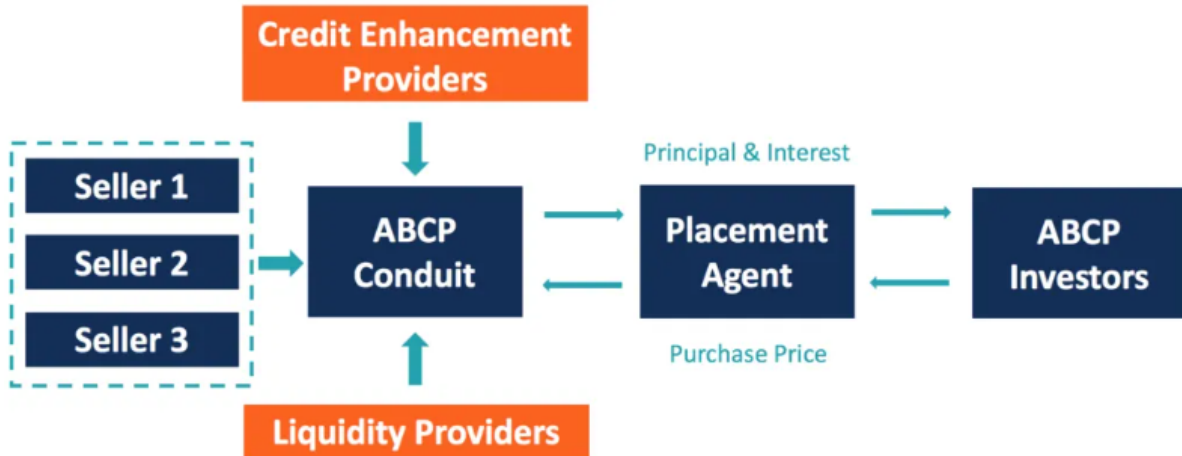 Credit Enhancement
Providers
Principal & Interest
Seller 1
Seller 2
Seller 3
ABCP
Conduit
Placement
Agent
ABCP
Investors
Purchase Price
Liquidity Providers